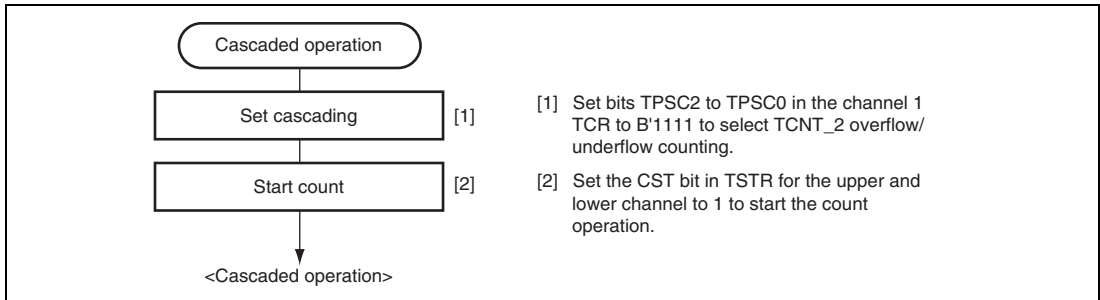 Cascaded operation
Set cascading
[1]
[1] Set bits TPSC2 to TPSC0 in the channel 1
TCR to B'1111 to select TCNT_2 overflow/
underflow counting.
Start count
[2]
[2] Set the CST bit in TSTR for the upper and
lower channel to 1 to start the count
operation.
<Cascaded operation>